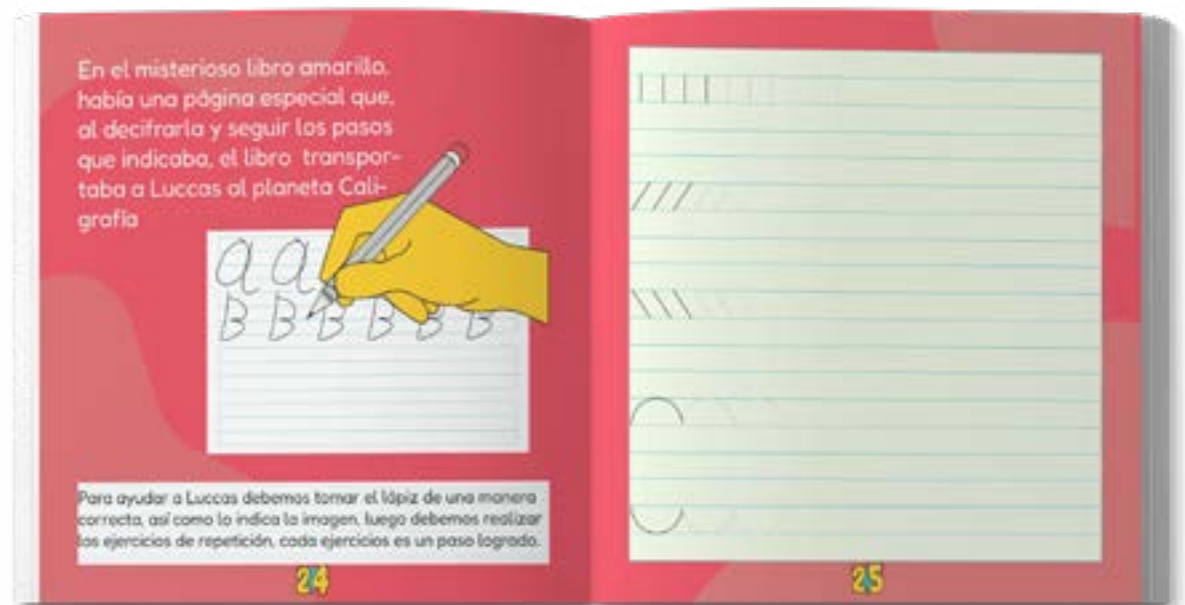 En el misterioso libro amarillo,
había una página especial que,
al decifrarla y seguir los pasos
que indicaba, el libro transpor-
taba a Luccas al planeta Cali-
grafía
a a
B B B B B B
Para ayudar a Luccas debemos tomar el lápiz de una manera
correcta, así como lo indica la imagen, luego debemos realizar
los ejercicios de repetición, cada ejercicios es un paso logrado.
24
25